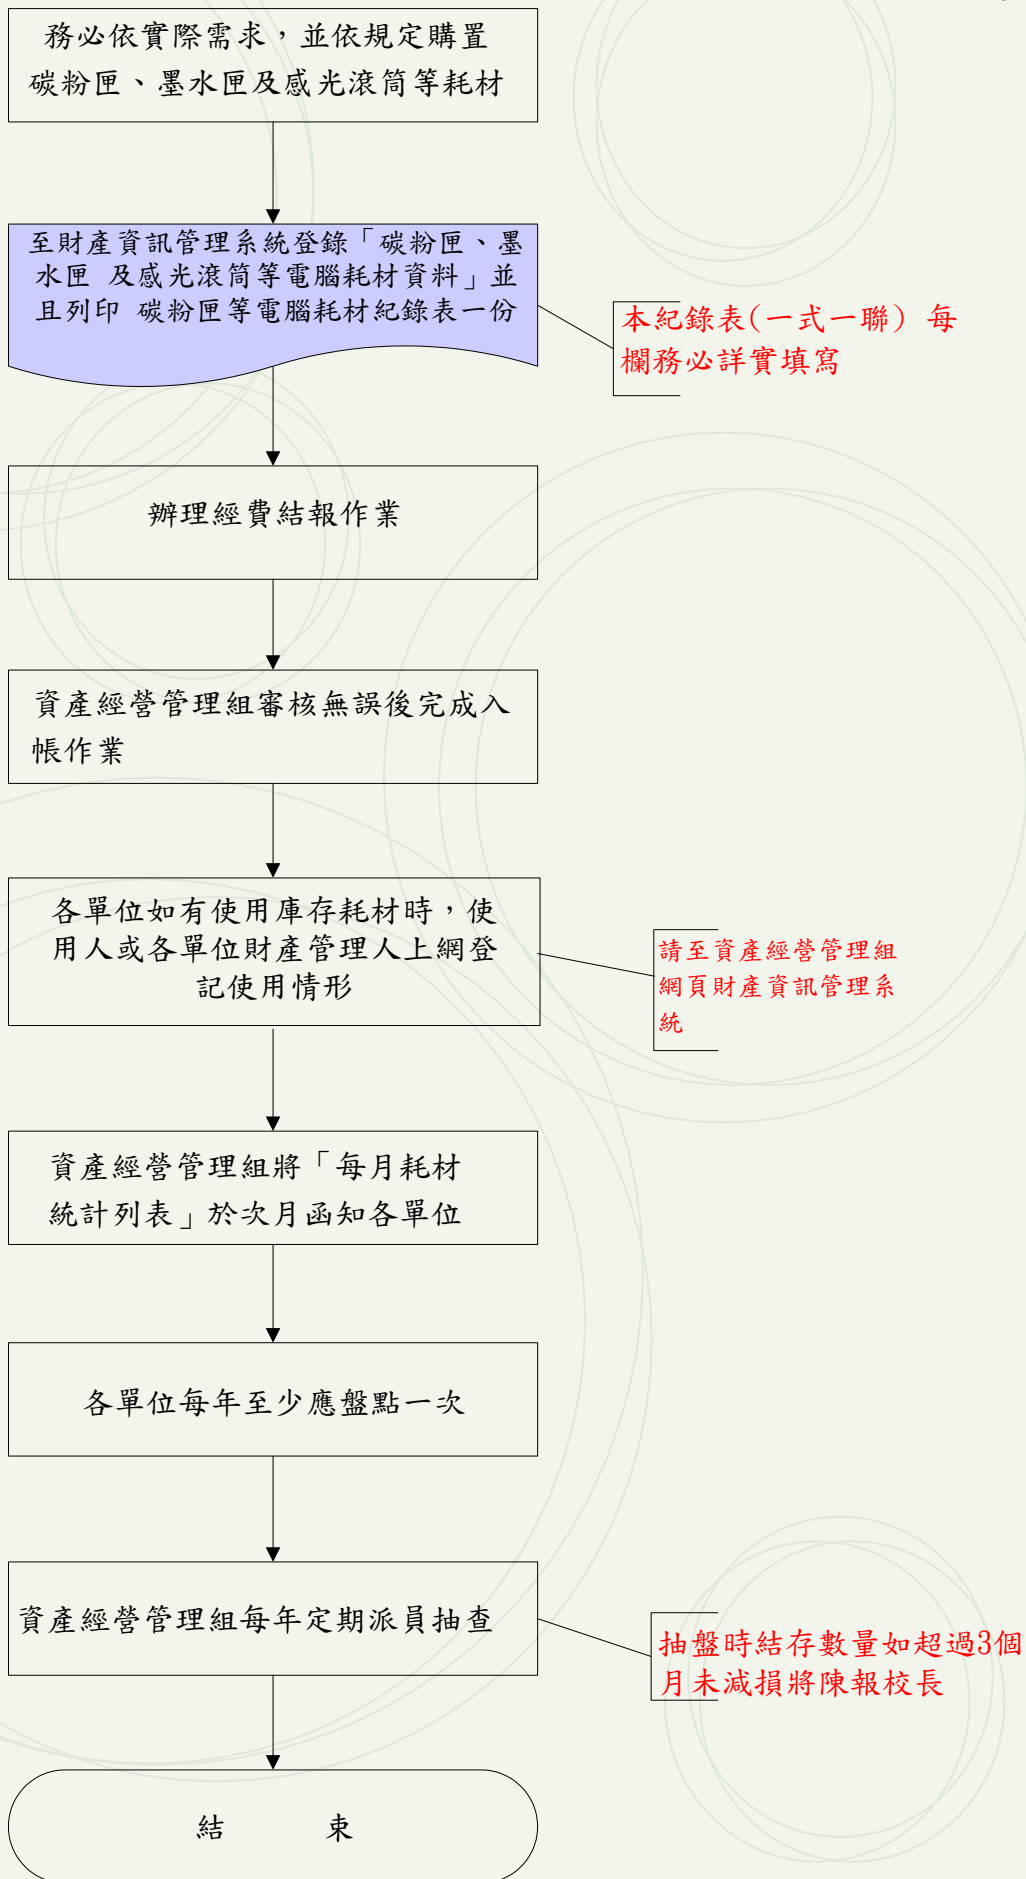 務必依實際需求，並依規定購置
碳粉匣、墨水匣及感光滾筒等耗材
至財產資訊管理系統登錄「碳粉匣、墨
水匣 及感光滾筒等電腦耗材資料」並
且列印 碳粉匣等電腦耗材紀錄表一份
本紀錄表(一式一聯) 每
欄務必詳實填寫
辦理經費結報作業
資產經營管理組審核無誤後完成入
帳作業
各單位如有使用庫存耗材時，使
用人或各單位財產管理人上網登
記使用情形
請至資產經營管理組
網頁財產資訊管理系
統
資產經營管理組將「每月耗材
統計列表」於次月函知各單位
各單位每年至少應盤點一次
資產經營管理組每年定期派員抽查
抽盤時結存數量如超過3個
月未減損將陳報校長
結 束